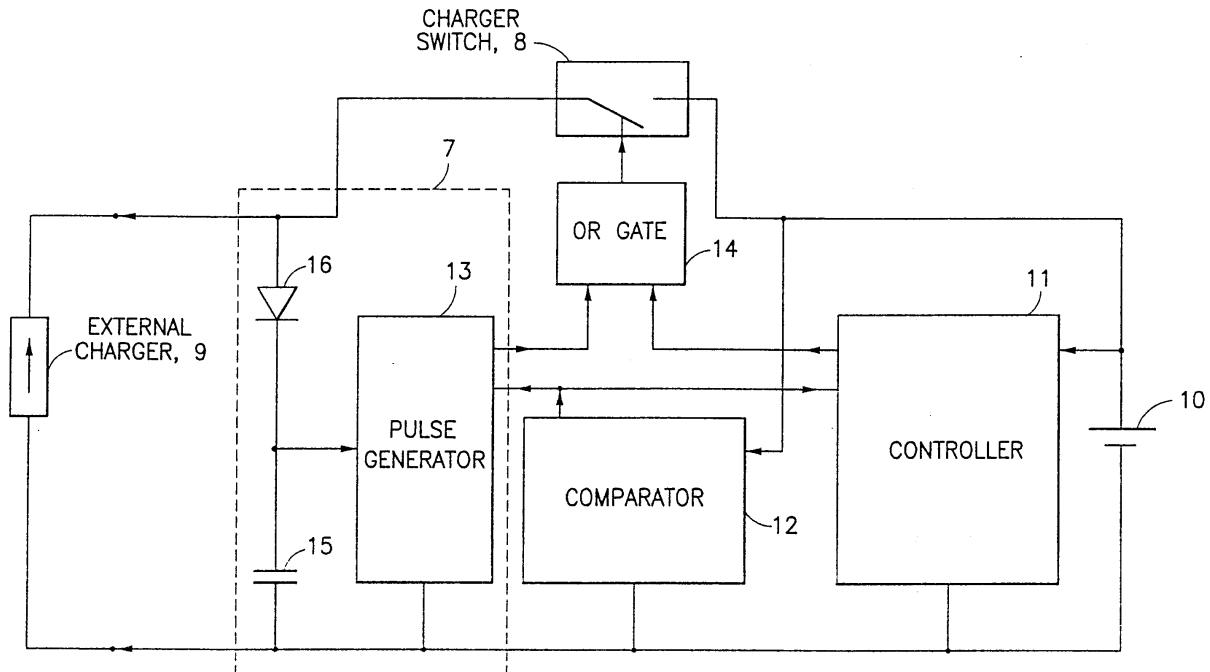 CHARGER
SWITCH, 8
7
OR GATE
14
16
13
11
EXTERNAL
CHARGER, 9
10
PULSE
GENERATOR
CONTROLLER
COMPARATOR
12
15